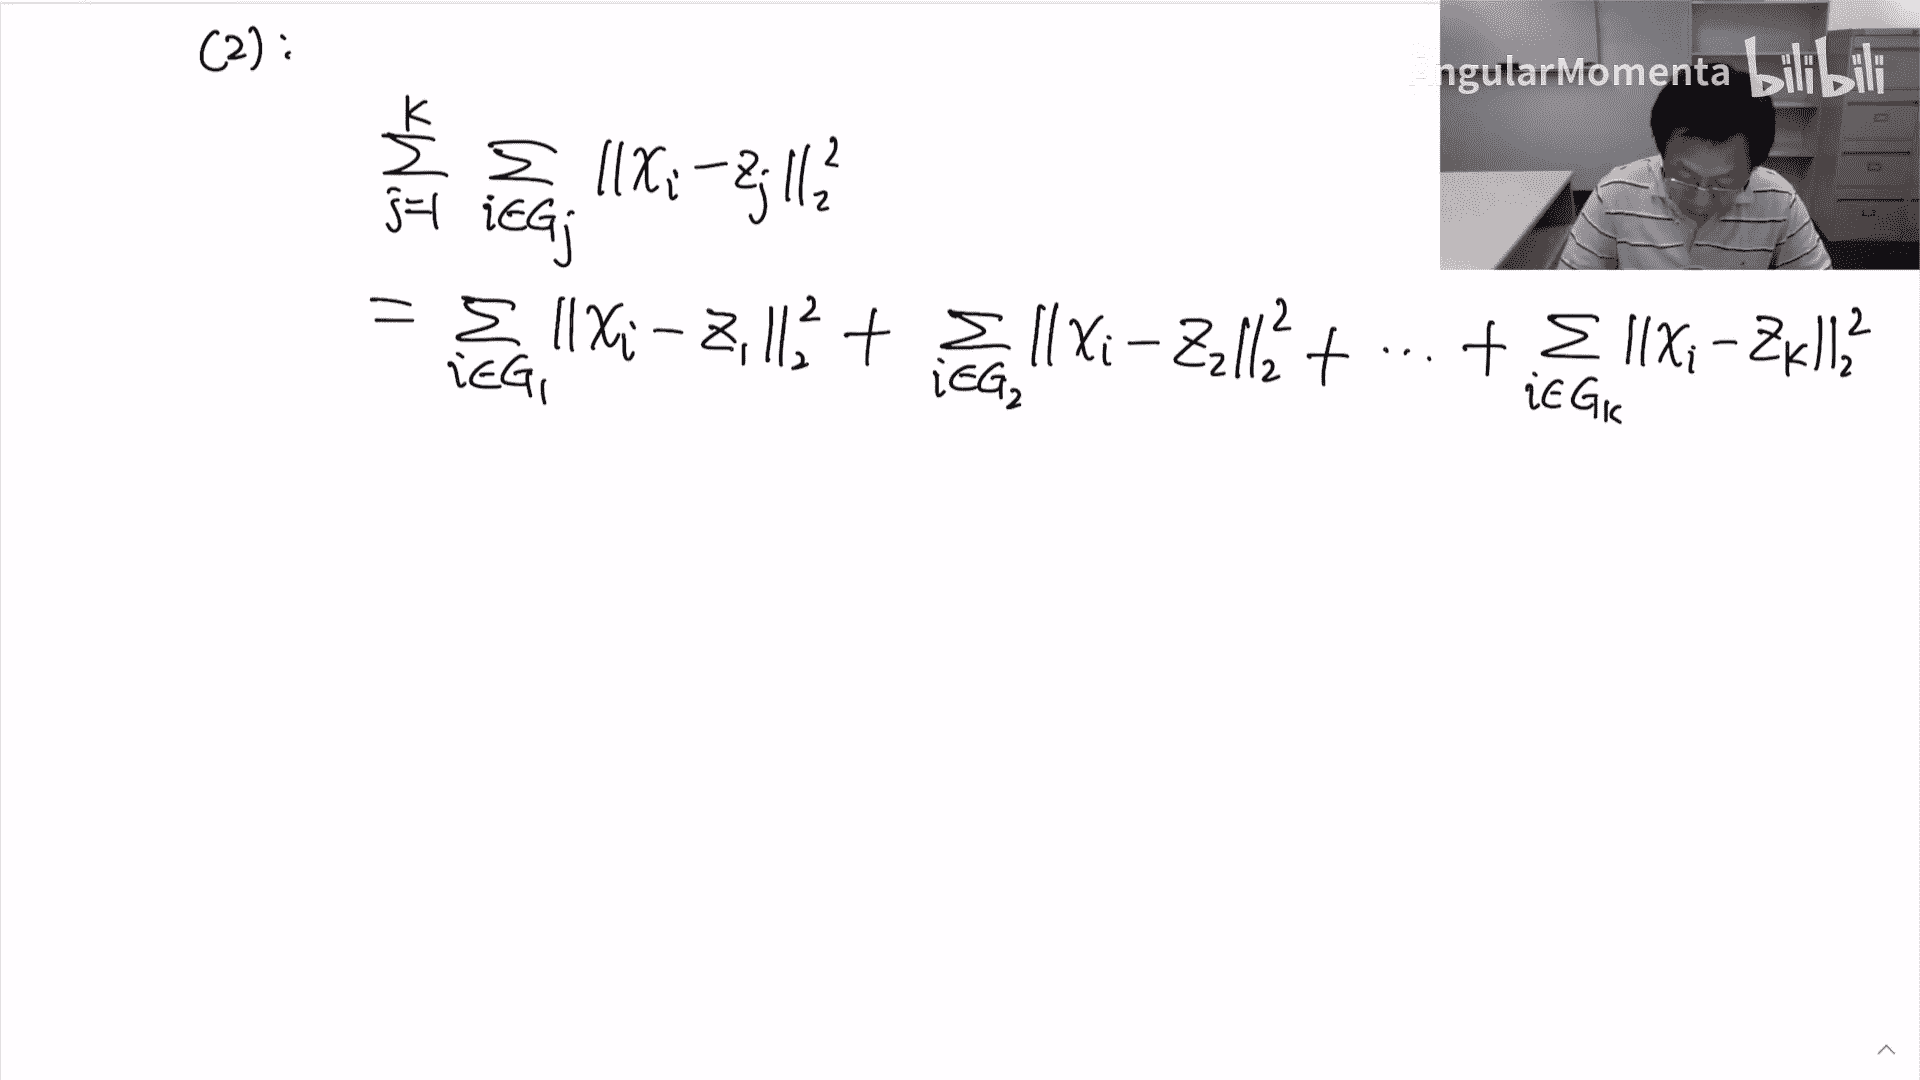 (2):
AngularMomenta bilibili
K
∑ ∑ ||x_i − z_j||_2^2
j=1 i∈G_j
= ∑ ||x_i − z_1||_2^2 + ∑ ||x_i − z_2||_2^2 + ⋯ + ∑ ||x_i − z_K||_2^2
i∈G_1 i∈G_2 i∈G_K